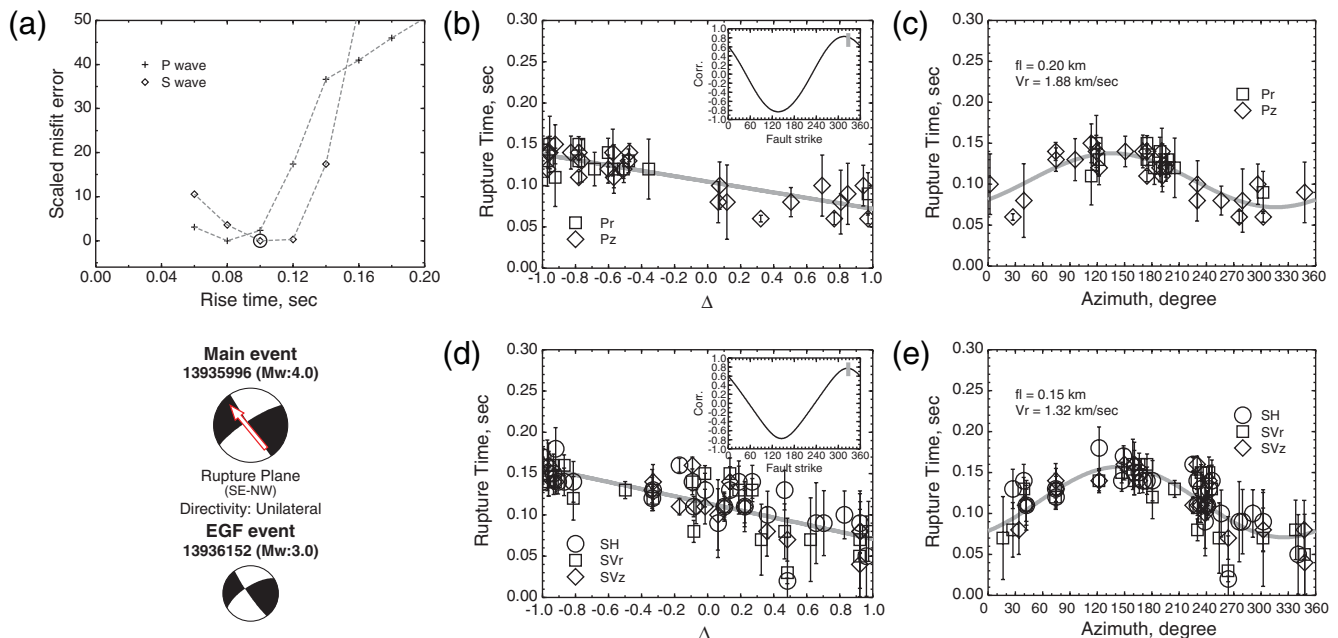 (a)
50
40
30
20
10
0
Scaled misfit error
P wave
S wave
0.00 0.04 0.08 0.12 0.16 0.20
Rise time, sec
(b)
0.30
0.25
0.20
0.15
0.10
0.05
0.00
Rupture Time, sec
1.0
0.8
0.6
0.4
0.2
0.0
-0.2
-0.4
-0.6
-0.8
-1.0
Corr.
0 60 120 180 240 300 360
Fault strike
Pr
Pz
-1.0 -0.8 -0.6 -0.4 -0.2 0.0 0.2 0.4 0.6 0.8 1.0
Δ
(c)
0.30
0.25
0.20
0.15
0.10
0.05
0.00
Rupture Time, sec
fl = 0.20 km
Vr = 1.88 km/sec
Pr
Pz
0 30 60 90 120 150 180 210 240 270 300 330 360
Azimuth, degree
Main event
13935996 (Mw:4.0)
Rupture Plane
(SE-NW)
Directivity: Unilateral
EGF event
13936152 (Mw:3.0)
(d)
0.30
0.25
0.20
0.15
0.10
0.05
0.00
Rupture Time, sec
1.0
0.8
0.6
0.4
0.2
0.0
-0.2
-0.4
-0.6
-0.8
-1.0
Corr.
0 60 120 180 240 300 360
Fault strike
SH
SVr
SVz
-1.0 -0.8 -0.6 -0.4 -0.2 0.0 0.2 0.4 0.6 0.8 1.0
Δ
(e)
0.30
0.25
0.20
0.15
0.10
0.05
0.00
Rupture Time, sec
fl = 0.15 km
Vr = 1.32 km/sec
SH
SVr
SVz
0 30 60 90 120 150 180 210 240 270 300 330 360
Azimuth, degree